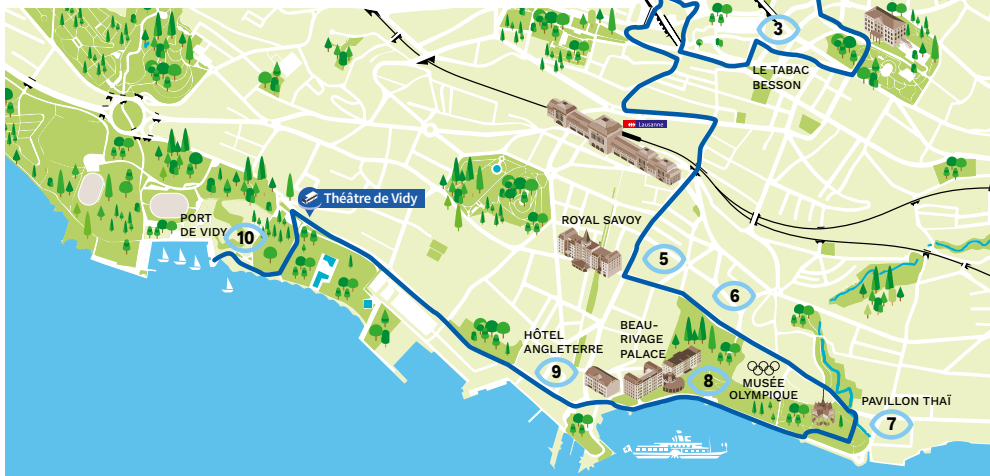 3
LE TABAC
BESSON
Lausanne
Théâtre de Vidy
PORT
DE VIDY
10
ROYAL SAVOY
5
6
HÔTEL
ANGLETERRE
9
BEAU-
RIVAGE
PALACE
8
MUSÉE
OLYMPIQUE
PAVILLON THAÏ
7